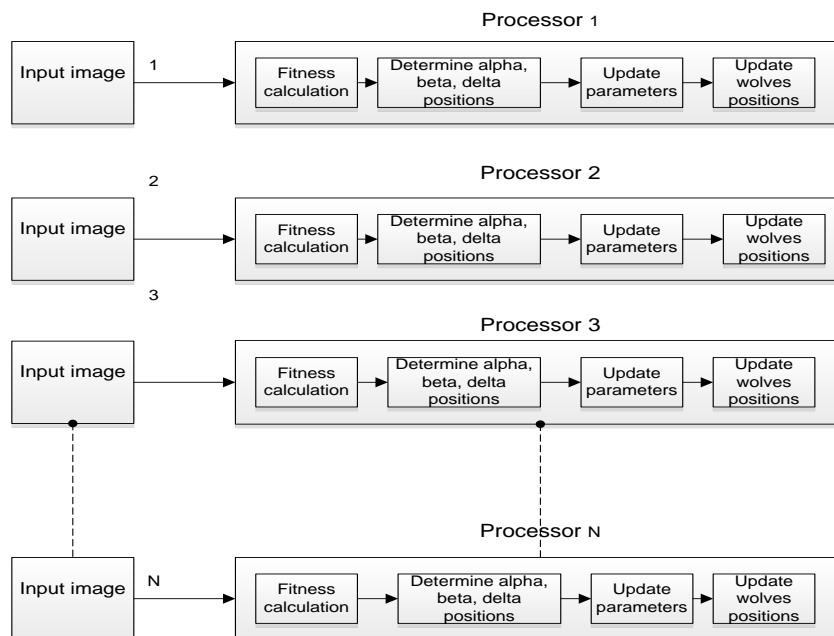 Processor 1
Input image
1
Fitness
calculation
Determine alpha,
beta, delta
positions
Update
parameters
Update
wolves
positions
Processor 2
Input image
2
Fitness
calculation
Determine alpha,
beta, delta
positions
Update
parameters
Update
wolves
positions
Processor 3
Input image
3
Fitness
calculation
Determine alpha,
beta, delta
positions
Update
parameters
Update
wolves
positions
Processor N
Input image
N
Fitness
calculation
Determine alpha,
beta, delta
positions
Update
parameters
Update
wolves
positions